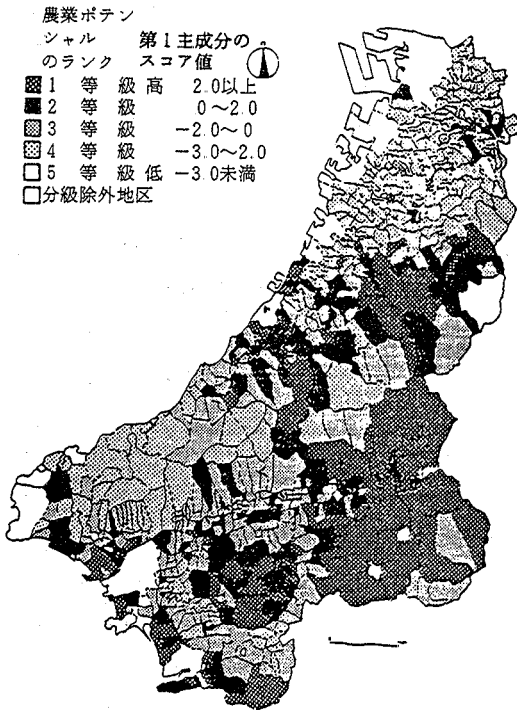 農業ポテン
シャル 第1主成分の
のランク スコア値
1 等級高 2.0以上
2 等級 0～2.0
3 等級 －2.0～0
4 等級 －3.0～2.0
5 等級低 －3.0未満
分級除外地区